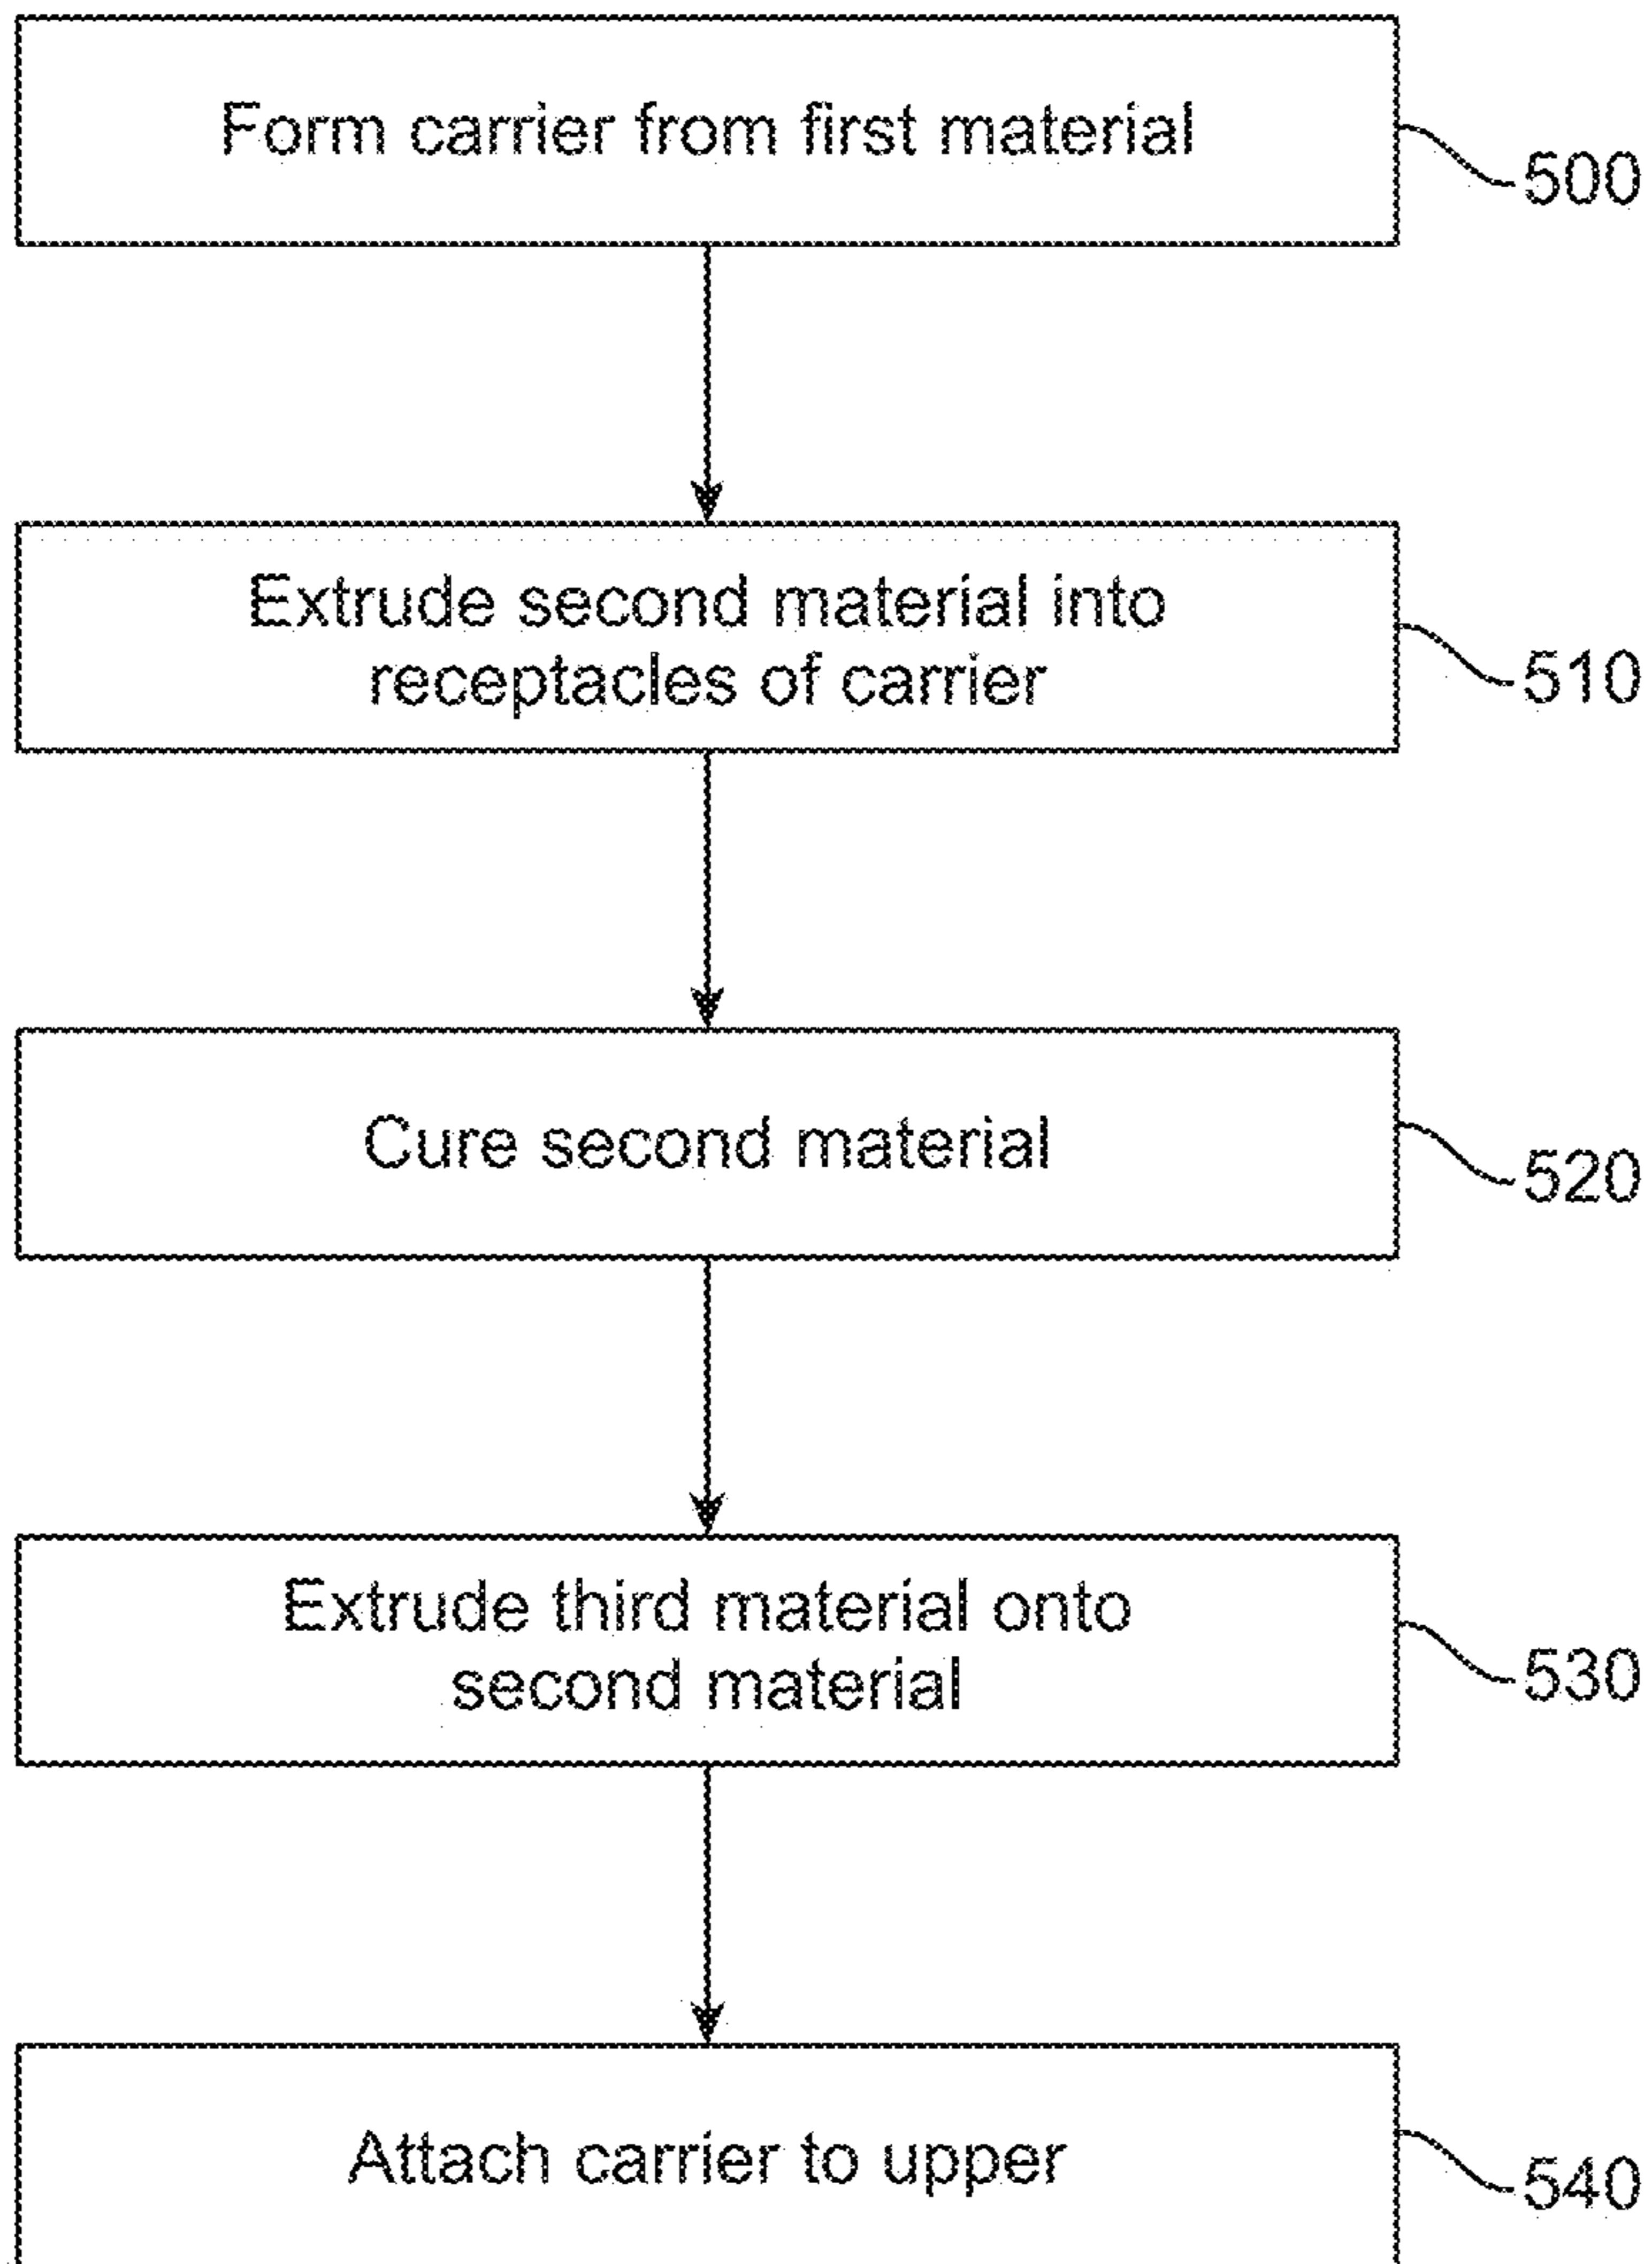 Form carrier from first material
500
Extrude second material into
receptacles of carrier
510
Cure second material
520
Extrude third material onto
second material
530
Attach carrier to upper
540